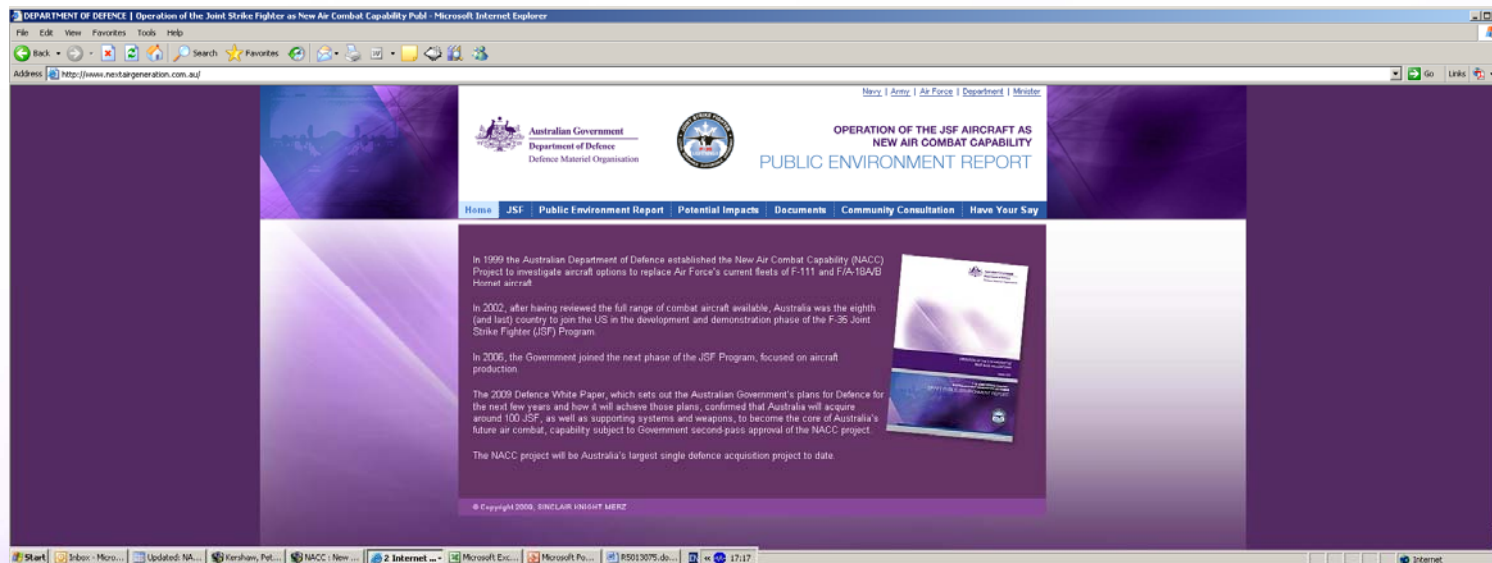 DEPARTMENT OF DEFENCE | Operation of the Joint Strike Fighter as New Air Combat Capability Publ - Microsoft Internet Explorer
File Edit View Favorites Tools Help
Back Search Favorites
Address http://www.nextairgeneration.com.au/ Go Links
Navy | Army | Air Force | Department | Minister
Australian Government
Department of Defence
Defence Materiel Organisation
JOINT STRIKE FIGHTER
F-35
OPERATION OF THE JSF AIRCRAFT AS
NEW AIR COMBAT CAPABILITY
PUBLIC ENVIRONMENT REPORT
Home JSF Public Environment Report Potential Impacts Documents Community Consultation Have Your Say
In 1999 the Australian Department of Defence established the New Air Combat Capability (NACC)
Project to investigate aircraft options to replace Air Force's current fleets of F-111 and F/A-18A/B
Hornet aircraft.
In 2002, after having reviewed the full range of combat aircraft available, Australia was the eighth
(and last) country to join the US in the development and demonstration phase of the F-35 Joint
Strike Fighter (JSF) Program.
In 2006, the Government joined the next phase of the JSF Program, focused on aircraft
production.
The 2009 Defence White Paper, which sets out the Australian Government's plans for Defence for
the next few years and how it will achieve those plans, confirmed that Australia will acquire
around 100 JSF, as well as supporting systems and weapons, to become the core of Australia's
future air combat, capability subject to Government second-pass approval of the NACC project.
The NACC project will be Australia's largest single defence acquisition project to date.
© Copyright 2009, SINCLAIR KNIGHT MERZ
Start Inbox - Micro... Updated: NA... Kershaw, Pet... NACC : New ... 2 Internet ... Microsoft Exc... Microsoft Po... R5013075.do... EN « 17:17 Internet